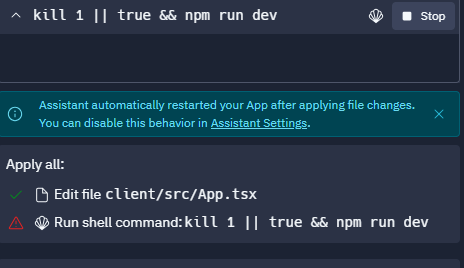 kill 1 || true && npm run dev
Stop
Assistant automatically restarted your App after applying file changes.
You can disable this behavior in Assistant Settings.
Apply all:
Edit file client/src/App.tsx
Run shell command: kill 1 || true && npm run dev